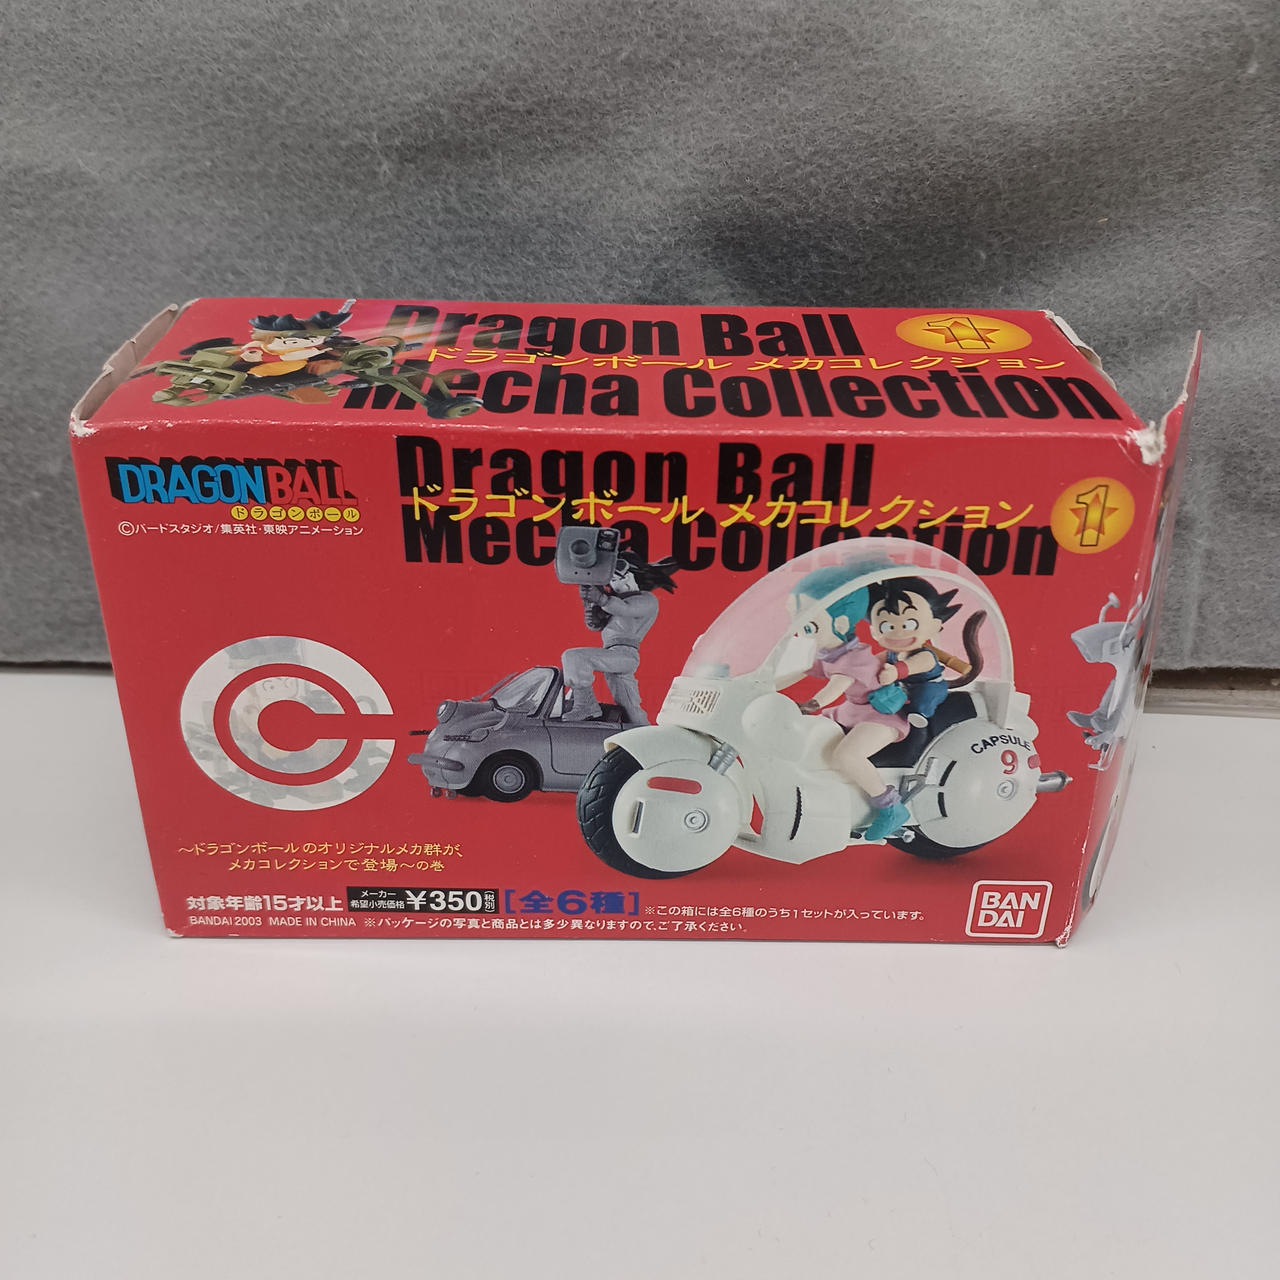 Dragon Ball
1
ドラゴンボール メカコレクション
Mecha Collection
DRAGON BALL
ドラゴンボール
©バードスタジオ/集英社・東映アニメーション
Dragon Ball
ドラゴンボール メカコレクション
1
Mecha Collection
CAPSULE
9
～ドラゴンボールのオリジナルメカ群が、
メカコレクションで登場～の巻
対象年齢15才以上
メーカー
希望小売価格 ¥350(税別)
[全6種]
※この箱には全6種のうち1セットが入っています。
BANDAI 2003 MADE IN CHINA ※パッケージの写真と商品とは多少異なりますので、ご了承ください。
BAN
DAI